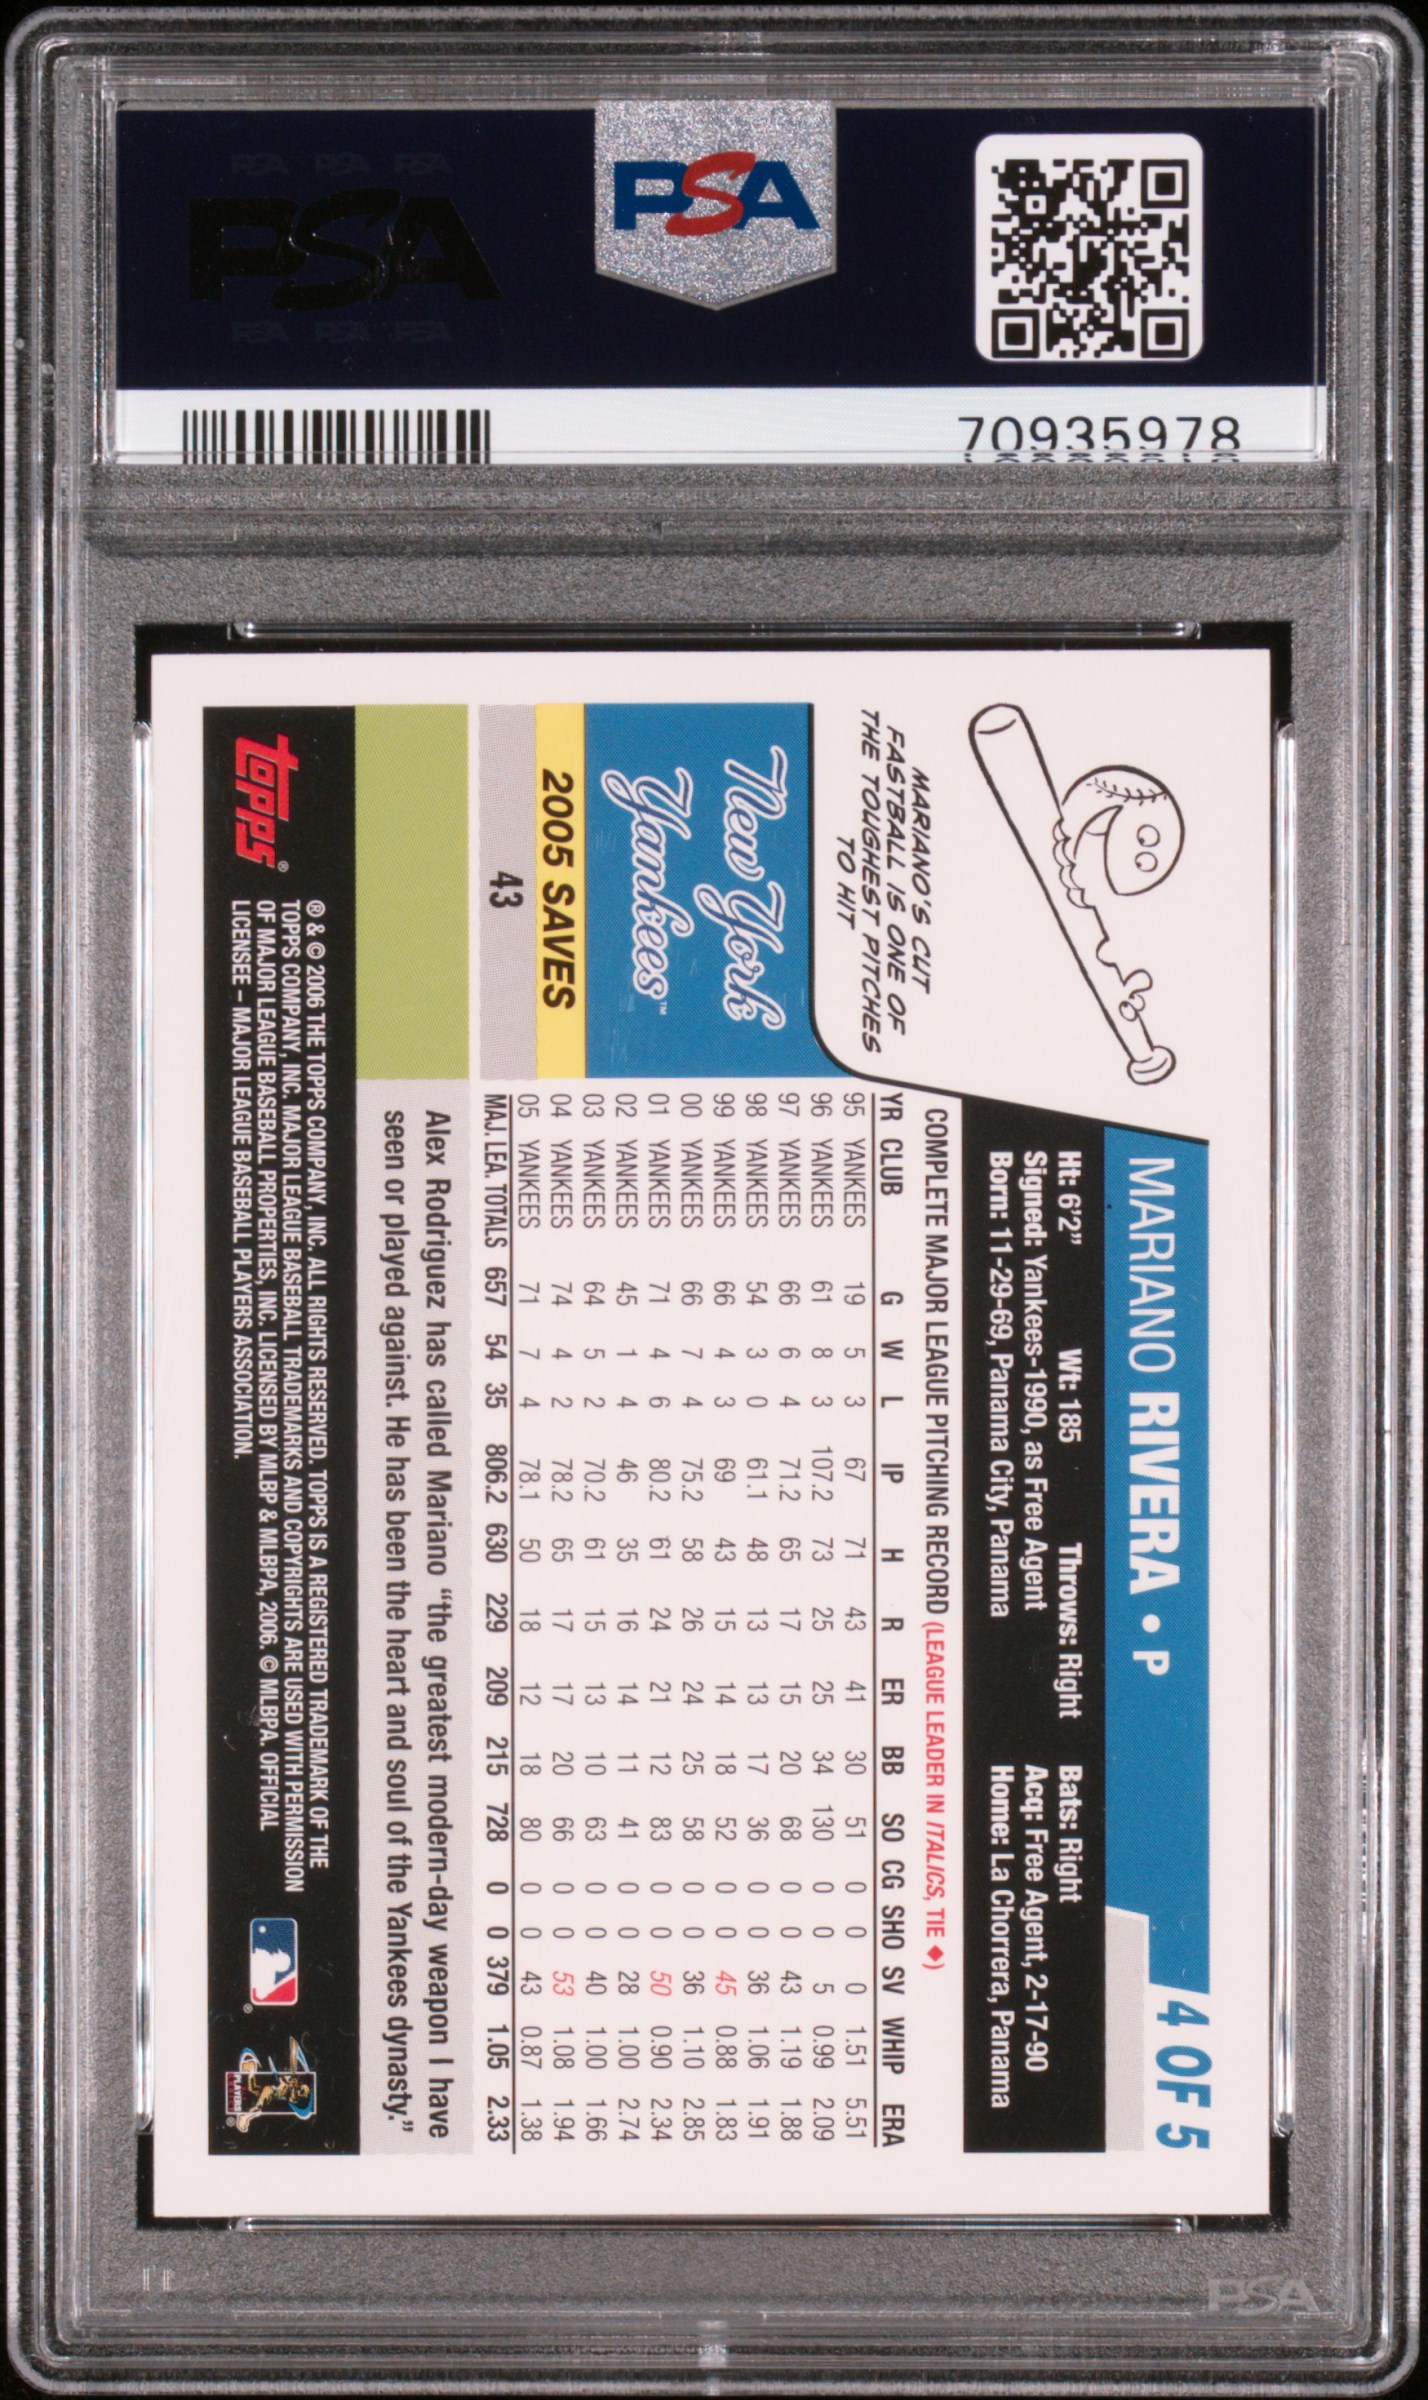 PSA
PSA PSA PSA
PSA
PSA PSA PSA
70935978
4 OF 5
MARIANO RIVERA • P
Ht: 6'2" Wt: 185 Throws: Right Bats: Right
Signed: Yankees-1990, as Free Agent Acq: Free Agent, 2-17-90
Born: 11-29-69, Panama City, Panama Home: La Chorrera, Panama
MARIANO'S CUT
FASTBALL IS ONE OF
THE TOUGHEST PITCHES
TO HIT
New York
Yankees™
2005 SAVES
43
COMPLETE MAJOR LEAGUE PITCHING RECORD (LEAGUE LEADER IN ITALICS, TIE ♦)
YR CLUB G W L IP H R ER BB SO CG SHO SV WHIP ERA
95 YANKEES 19 5 3 67 71 43 41 30 51 0 0 0 1.51 5.51
96 YANKEES 61 8 3 107.2 73 25 25 34 130 0 0 5 0.99 2.09
97 YANKEES 66 6 4 71.2 65 17 15 20 68 0 0 43 1.19 1.88
98 YANKEES 54 3 0 61.1 48 13 13 17 36 0 0 36 1.06 1.91
99 YANKEES 66 4 3 69 43 15 14 18 52 0 0 45 0.88 1.83
00 YANKEES 66 7 4 75.2 58 26 24 25 58 0 0 36 1.10 2.85
01 YANKEES 71 4 6 80.2 61 24 21 12 83 0 0 50 0.90 2.34
02 YANKEES 45 1 4 46 35 16 14 11 41 0 0 28 1.00 2.74
03 YANKEES 64 5 2 70.2 61 15 13 10 63 0 0 40 1.00 1.66
04 YANKEES 74 4 2 78.2 65 17 17 20 66 0 0 53 1.08 1.94
05 YANKEES 71 7 4 78.1 50 18 12 18 80 0 0 43 0.87 1.38
MAJ. LEA. TOTALS 657 54 35 806.2 630 229 209 215 728 0 0 379 1.05 2.33
Alex Rodriguez has called Mariano "the greatest modern-day weapon I have
seen or played against. He has been the heart and soul of the Yankees dynasty."
topps®
® & © 2006 THE TOPPS COMPANY, INC. ALL RIGHTS RESERVED. TOPPS IS A REGISTERED TRADEMARK OF THE
TOPPS COMPANY, INC. MAJOR LEAGUE BASEBALL TRADEMARKS AND COPYRIGHTS ARE USED WITH PERMISSION
OF MAJOR LEAGUE BASEBALL PROPERTIES, INC. LICENSED BY MLBP & MLBPA, 2006. © MLBPA. OFFICIAL
LICENSEE – MAJOR LEAGUE BASEBALL PLAYERS ASSOCIATION.
PSA